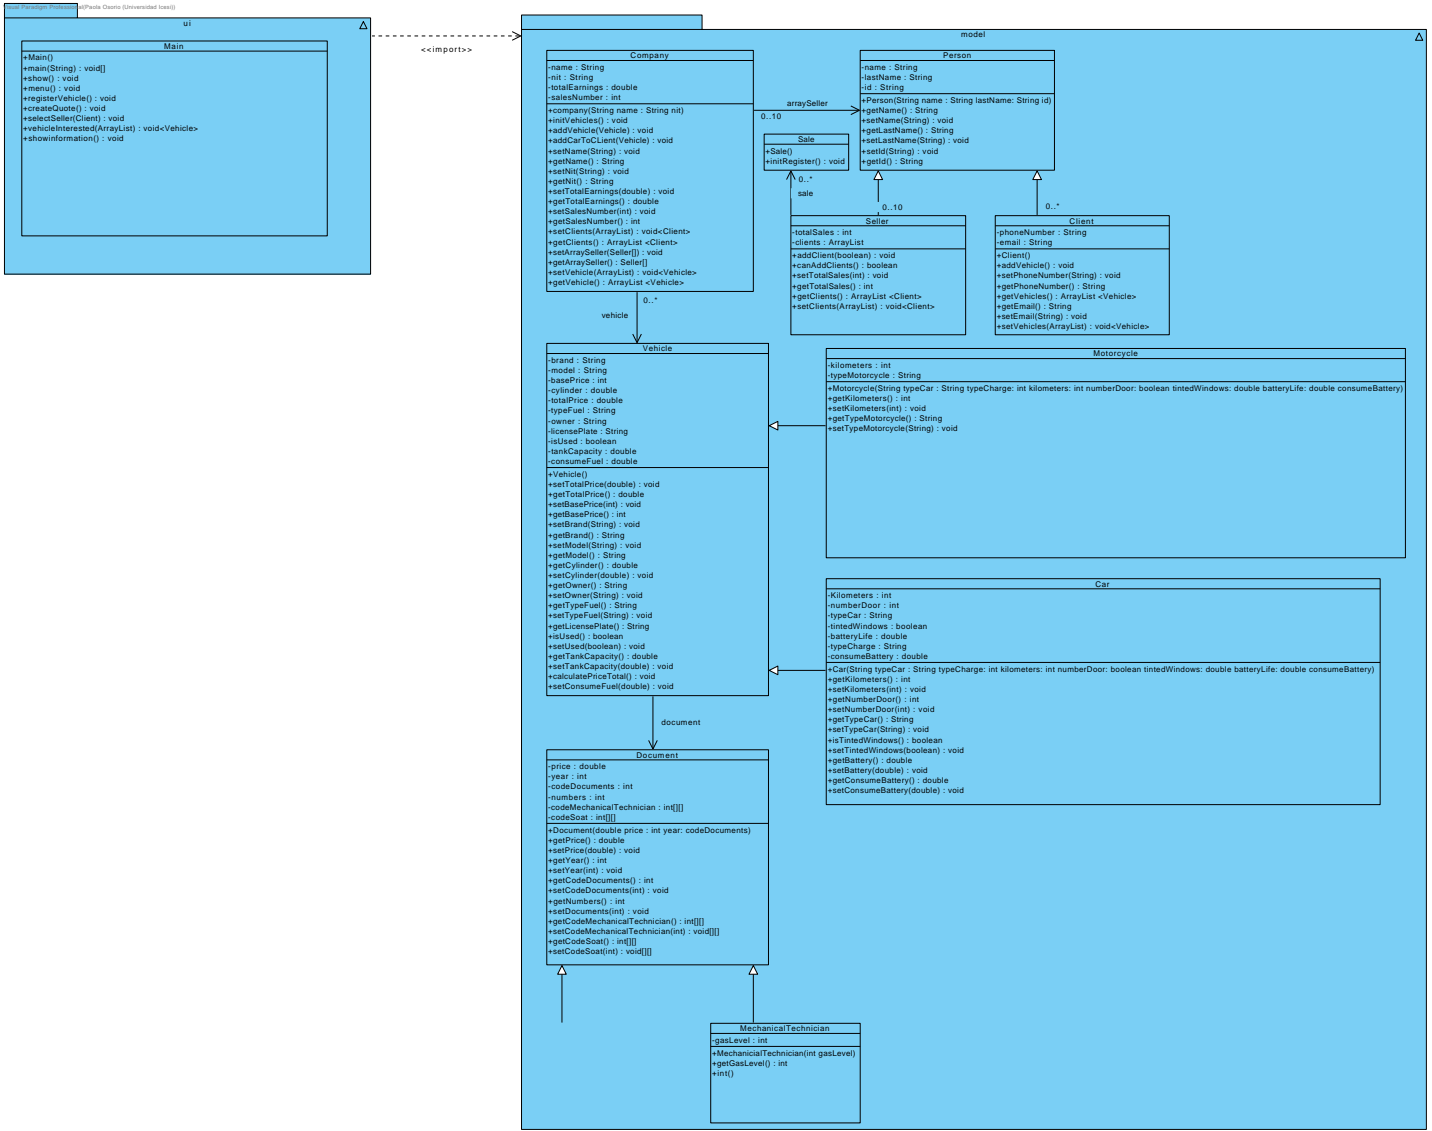 Visual Paradigm Professional(Paola Osorio (Universidad Icesi))
ui
Main
+Main()
+main(String) : void[]
+show() : void
+menu() : void
+registerVehicle() : void
+createQuote() : void
+selectSeller(Client) : void
+vehicleInterested(ArrayList) : void<Vehicle>
+showinformation() : void
<<import>>
model
Company
-name : String
-nit : String
-totalEarnings : double
-salesNumber : int
+company(String name : String nit)
+initVehicles() : void
+addVehicle(Vehicle) : void
+addCarToCLient(Vehicle) : void
+setName(String) : void
+getName() : String
+setNit(String) : void
+getNit() : String
+setTotalEarnings(double) : void
+getTotalEarnings() : double
+setSalesNumber(int) : void
+getSalesNumber() : int
+setClients(ArrayList) : void<Client>
+getClients() : ArrayList <Client>
+setArraySeller(Seller[]) : void
+getArraySeller() : Seller[]
+setVehicle(ArrayList) : void<Vehicle>
+getVehicle() : ArrayList <Vehicle>
arraySeller
0..10
Person
-name : String
-lastName : String
-id : String
+Person(String name : String lastName: String id)
+getName() : String
+setName(String) : void
+getLastName() : String
+setLastName(String) : void
+setId(String) : void
+getId() : String
Sale
+Sale()
+initRegister() : void
0..*
sale
0..10
0..*
Seller
-totalSales : int
-clients : ArrayList
+addClient(boolean) : void
+canAddClients() : boolean
+setTotalSales(int) : void
+getTotalSales() : int
+getClients() : ArrayList <Client>
+setClients(ArrayList) : void<Client>
Client
-phoneNumber : String
-email : String
+Client()
+addVehicle() : void
+setPhoneNumber(String) : void
+getPhoneNumber() : String
+getVehicles() : ArrayList <Vehicle>
+getEmail() : String
+setEmail(String) : void
+setVehicles(ArrayList) : void<Vehicle>
0..*
vehicle
Vehicle
-brand : String
-model : String
-basePrice : int
-cylinder : double
-totalPrice : double
-typeFuel : String
-owner : String
-licensePlate : String
-isUsed : boolean
-tankCapacity : double
-consumeFuel : double
+Vehicle()
+setTotalPrice(double) : void
+getTotalPrice() : double
+setBasePrice(int) : void
+getBasePrice() : int
+setBrand(String) : void
+getBrand() : String
+setModel(String) : void
+getModel() : String
+getCylinder() : double
+setCylinder(double) : void
+getOwner() : String
+setOwner(String) : void
+getTypeFuel() : String
+setTypeFuel(String) : void
+getLicensePlate() : String
+isUsed() : boolean
+setUsed(boolean) : void
+getTankCapacity() : double
+setTankCapacity(double) : void
+calculatePriceTotal() : void
+setConsumeFuel(double) : void
Motorcycle
-kilometers : int
-typeMotorcycle : String
+Motorcycle(String typeCar : String typeCharge: int kilometers: int numberDoor: boolean tintedWindows: double batteryLife: double consumeBattery)
+getKilometers() : int
+setKilometers(int) : void
+getTypeMotorcycle() : String
+setTypeMotorcycle(String) : void
Car
-Kilometers : int
-numberDoor : int
-typeCar : String
-tintedWindows : boolean
-batteryLife : double
-typeCharge : String
-consumeBattery : double
+Car(String typeCar : String typeCharge: int kilometers: int numberDoor: boolean tintedWindows: double batteryLife: double consumeBattery)
+getKilometers() : int
+setKilometers(int) : void
+getNumberDoor() : int
+setNumberDoor(int) : void
+getTypeCar() : String
+setTypeCar(String) : void
+isTintedWindows() : boolean
+setTintedWindows(boolean) : void
+getBattery() : double
+setBattery(double) : void
+getConsumeBattery() : double
+setConsumeBattery(double) : void
document
Document
-price : double
-year : int
-codeDocuments : int
-numbers : int
-codeMechanicalTechnician : int[][]
-codeSoat : int[][]
+Document(double price : int year: codeDocuments)
+getPrice() : double
+setPrice(double) : void
+getYear() : int
+setYear(int) : void
+getCodeDocuments() : int
+setCodeDocuments(int) : void
+getNumbers() : int
+setDocuments(int) : void
+getCodeMechanicalTechnician() : int[][]
+setCodeMechanicalTechnician(int) : void[][]
+getCodeSoat() : int[][]
+setCodeSoat(int) : void[][]
MechanicalTechnician
-gasLevel : int
+MechanicialTechnician(int gasLevel)
+getGasLevel() : int
+int()